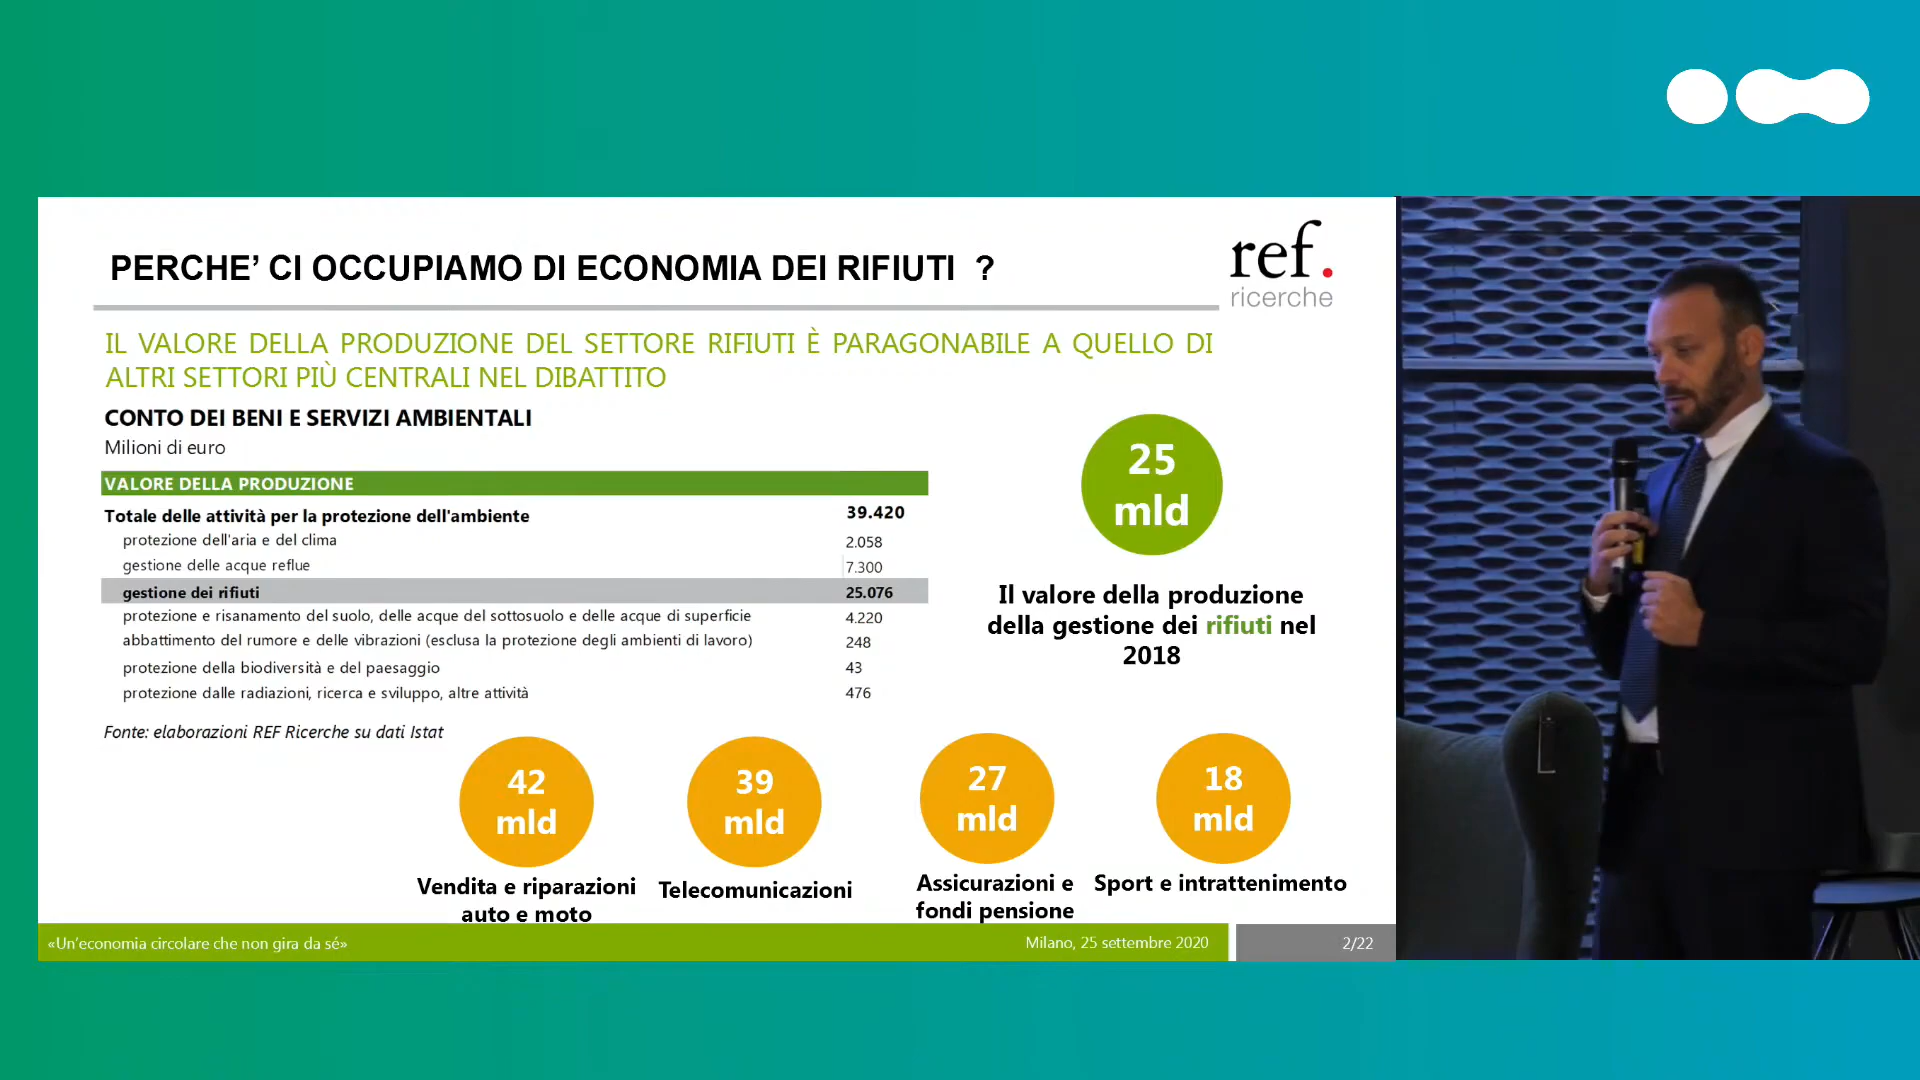 PERCHE’ CI OCCUPIAMO DI ECONOMIA DEI RIFIUTI ?
ref.
ricerche
IL VALORE DELLA PRODUZIONE DEL SETTORE RIFIUTI È PARAGONABILE A QUELLO DI
ALTRI SETTORI PIÙ CENTRALI NEL DIBATTITO
CONTO DEI BENI E SERVIZI AMBIENTALI
Milioni di euro
VALORE DELLA PRODUZIONE
Totale delle attività per la protezione dell'ambiente 39.420
protezione dell'aria e del clima 2.058
gestione delle acque reflue 7.300
gestione dei rifiuti 25.076
protezione e risanamento del suolo, delle acque del sottosuolo e delle acque di superficie 4.220
abbattimento del rumore e delle vibrazioni (esclusa la protezione degli ambienti di lavoro) 248
protezione della biodiversità e del paesaggio 43
protezione dalle radiazioni, ricerca e sviluppo, altre attività 476
Fonte: elaborazioni REF Ricerche su dati Istat
25
mld
Il valore della produzione
della gestione dei rifiuti nel
2018
42
mld
Vendita e riparazioni
auto e moto
39
mld
Telecomunicazioni
27
mld
Assicurazioni e
fondi pensione
18
mld
Sport e intrattenimento
«Un’economia circolare che non gira da sé»
Milano, 25 settembre 2020
2/22